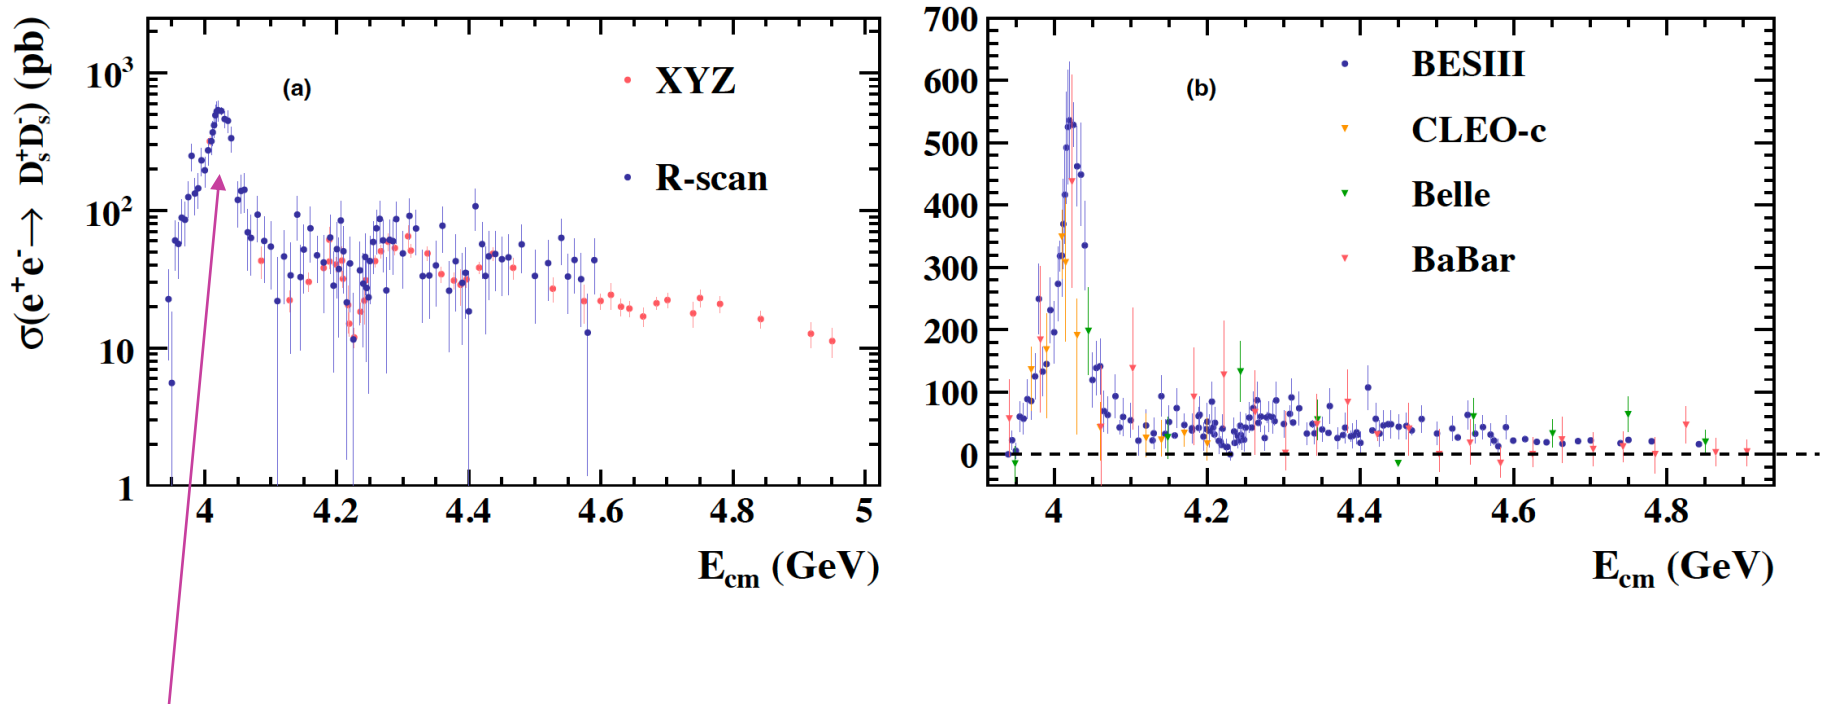 σ(e⁺e⁻→ Dₛ⁺Dₛ⁻) (pb)
10³
10²
10
1
(a)
XYZ
R-scan
4 4.2 4.4 4.6 4.8 5
E_cm (GeV)
700
600
500
400
300
200
100
0
(b)
BESIII
CLEO-c
Belle
BaBar
4 4.2 4.4 4.6 4.8
E_cm (GeV)